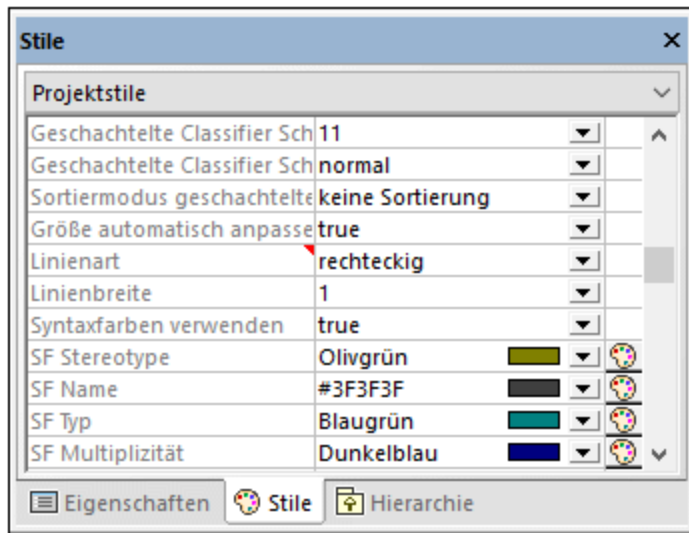 Stile
Projektstile
Geschachtelte Classifier Sch 11
Geschachtelte Classifier Sch normal
Sortiermodus geschachtelte keine Sortierung
Größe automatisch anpasse true
Linienart rechteckig
Linienbreite 1
Syntaxfarben verwenden true
SF Stereotype Olivgrün
SF Name #3F3F3F
SF Typ Blaugrün
SF Multiplizität Dunkelblau
Eigenschaften Stile Hierarchie